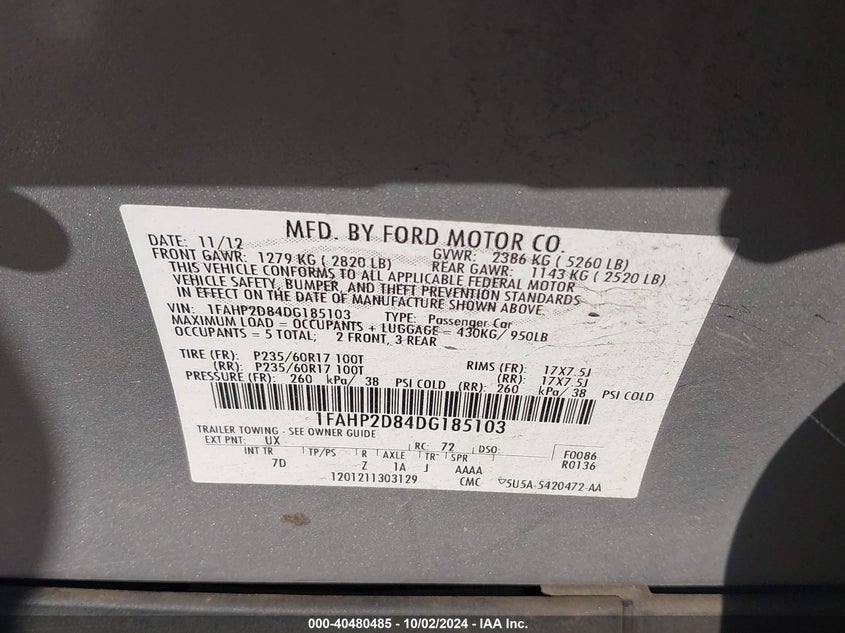 MFD. BY FORD MOTOR CO.
DATE: 11/12 GVWR: 2386 KG ( 5260 LB)
FRONT GAWR: 1279 KG ( 2820 LB) REAR GAWR: 1143 KG ( 2520 LB)
THIS VEHICLE CONFORMS TO ALL APPLICABLE FEDERAL MOTOR
VEHICLE SAFETY, BUMPER, AND THEFT PREVENTION STANDARDS
IN EFFECT ON THE DATE OF MANUFACTURE SHOWN ABOVE.
VIN: 1FAHP2D84DG185103 TYPE: Passenger Car
MAXIMUM LOAD = OCCUPANTS + LUGGAGE = 430KG/ 950LB
OCCUPANTS = 5 TOTAL; 2 FRONT, 3 REAR
TIRE (FR): P235/60R17 100T RIMS (FR): 17X7.5J
(RR): P235/60R17 100T (RR): 17X7.5J
PRESSURE (FR): 260 kPa/ 38 PSI COLD (RR): 260 kPa/ 38 PSI COLD
1FAHP2D84DG185103
TRAILER TOWING - SEE OWNER GUIDE
EXT PNT: UX RC: 72 DSO: F0086
INT TR TP/PS R AXLE TR SPR R0136
7D Z 1A J AAAA
1201211303129 CMC 5U5A-5420472-AA
000-40480485 - 10/02/2024 - IAA Inc.